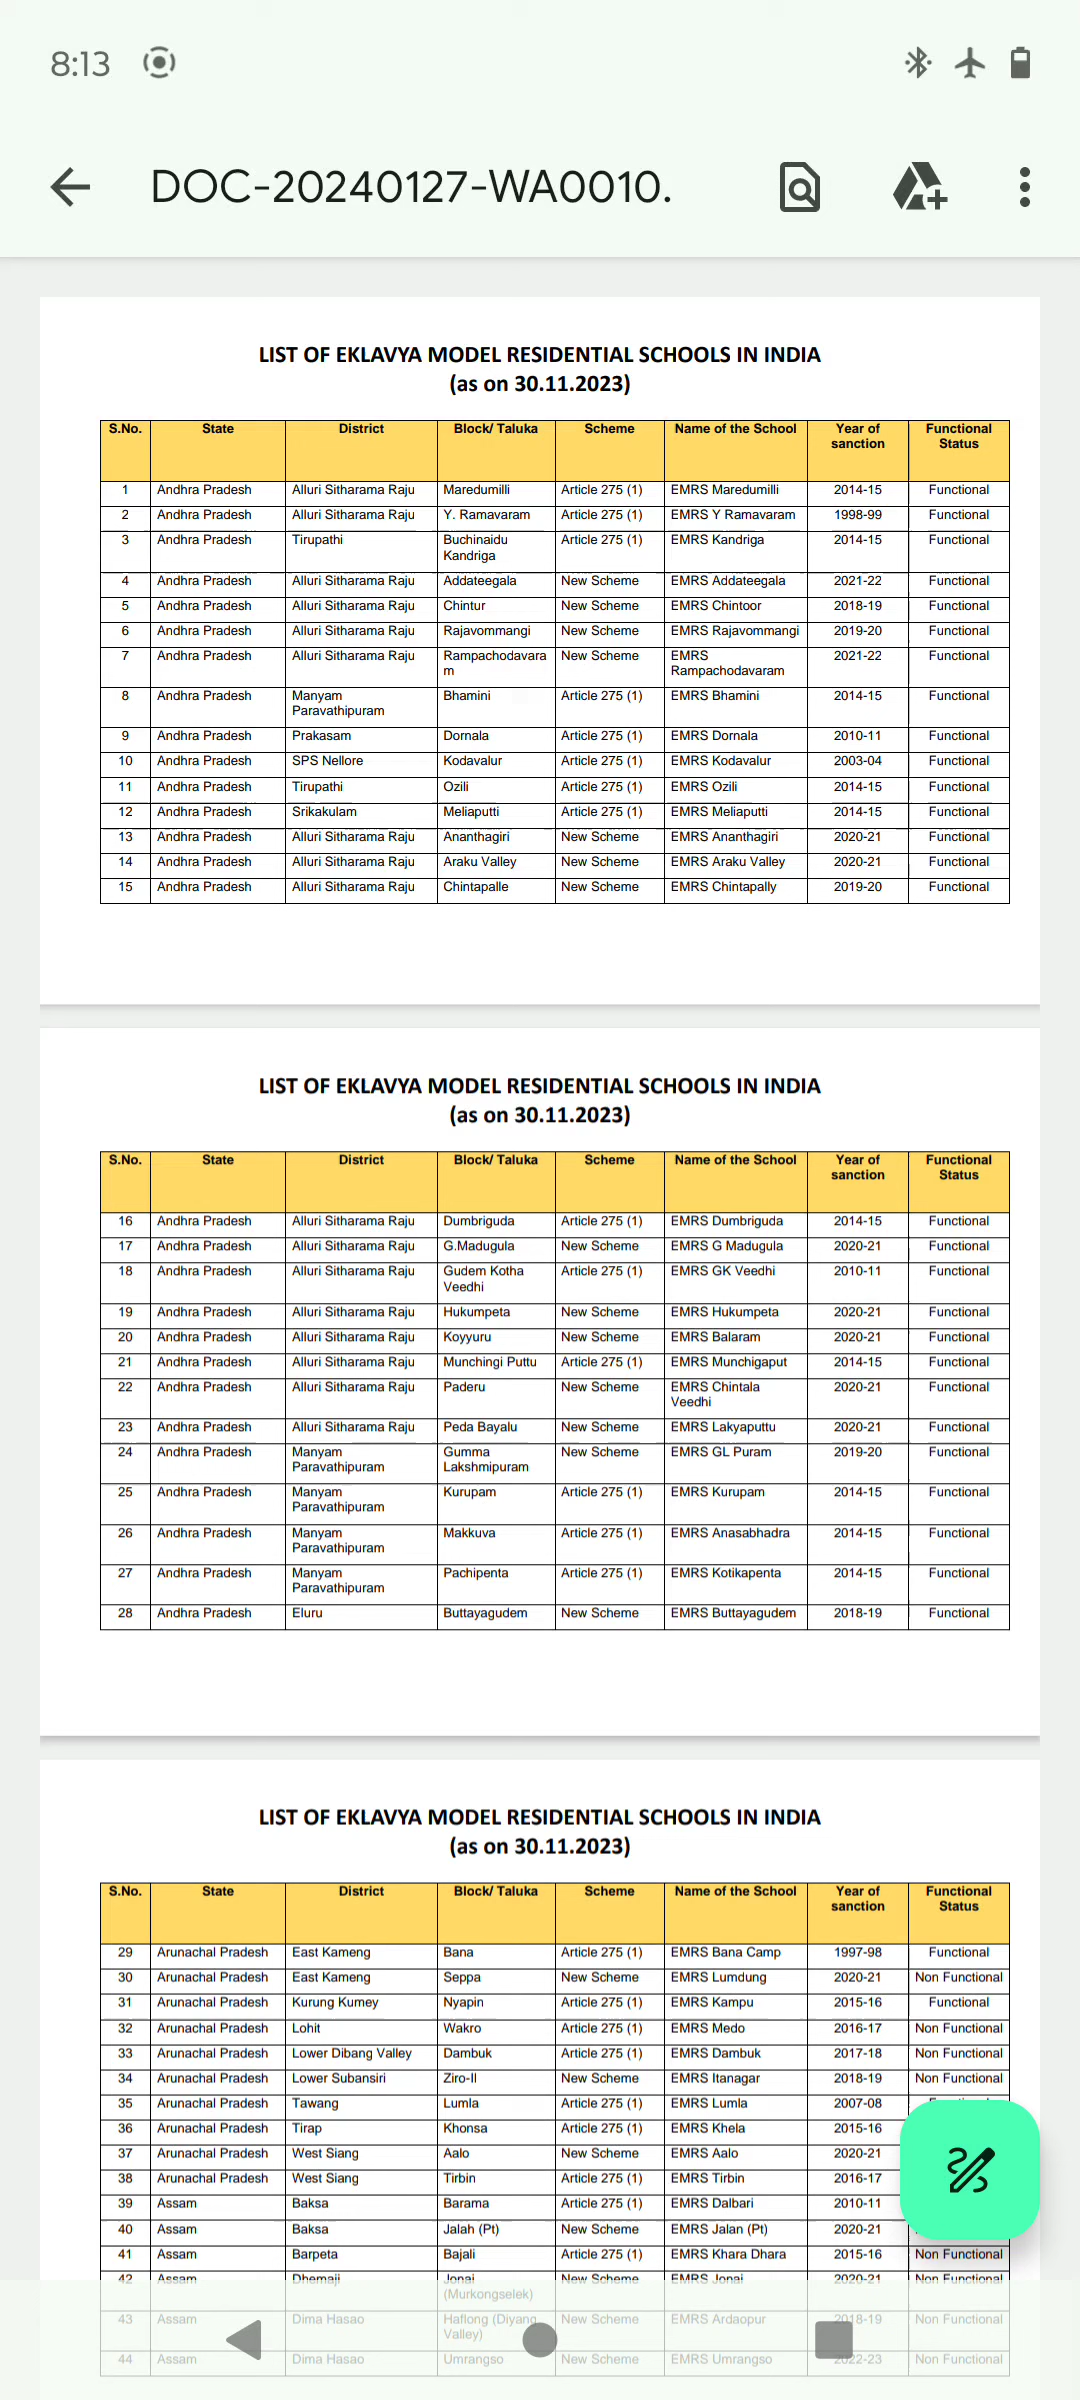 8:13
DOC-20240127-WA0010.
LIST OF EKLAVYA MODEL RESIDENTIAL SCHOOLS IN INDIA
(as on 30.11.2023)
S.No. State District Block/ Taluka Scheme Name of the School Year of sanction Functional Status
1 Andhra Pradesh Alluri Sitharama Raju Maredumilli Article 275 (1) EMRS Maredumilli 2014-15 Functional
2 Andhra Pradesh Alluri Sitharama Raju Y. Ramavaram Article 275 (1) EMRS Y Ramavaram 1998-99 Functional
3 Andhra Pradesh Tirupathi Buchinaidu Kandriga Article 275 (1) EMRS Kandriga 2014-15 Functional
4 Andhra Pradesh Alluri Sitharama Raju Addateegala New Scheme EMRS Addateegala 2021-22 Functional
5 Andhra Pradesh Alluri Sitharama Raju Chintur New Scheme EMRS Chintoor 2018-19 Functional
6 Andhra Pradesh Alluri Sitharama Raju Rajavommangi New Scheme EMRS Rajavommangi 2019-20 Functional
7 Andhra Pradesh Alluri Sitharama Raju Rampachodavara m New Scheme EMRS Rampachodavaram 2021-22 Functional
8 Andhra Pradesh Manyam Paravathipuram Bhamini Article 275 (1) EMRS Bhamini 2014-15 Functional
9 Andhra Pradesh Prakasam Dornala Article 275 (1) EMRS Dornala 2010-11 Functional
10 Andhra Pradesh SPS Nellore Kodavalur Article 275 (1) EMRS Kodavalur 2003-04 Functional
11 Andhra Pradesh Tirupathi Ozili Article 275 (1) EMRS Ozili 2014-15 Functional
12 Andhra Pradesh Srikakulam Meliaputti Article 275 (1) EMRS Meliaputti 2014-15 Functional
13 Andhra Pradesh Alluri Sitharama Raju Ananthagiri New Scheme EMRS Ananthagiri 2020-21 Functional
14 Andhra Pradesh Alluri Sitharama Raju Araku Valley New Scheme EMRS Araku Valley 2020-21 Functional
15 Andhra Pradesh Alluri Sitharama Raju Chintapalle New Scheme EMRS Chintapally 2019-20 Functional
LIST OF EKLAVYA MODEL RESIDENTIAL SCHOOLS IN INDIA
(as on 30.11.2023)
S.No. State District Block/ Taluka Scheme Name of the School Year of sanction Functional Status
16 Andhra Pradesh Alluri Sitharama Raju Dumbriguda Article 275 (1) EMRS Dumbriguda 2014-15 Functional
17 Andhra Pradesh Alluri Sitharama Raju G.Madugula New Scheme EMRS G Madugula 2020-21 Functional
18 Andhra Pradesh Alluri Sitharama Raju Gudem Kotha Veedhi Article 275 (1) EMRS GK Veedhi 2010-11 Functional
19 Andhra Pradesh Alluri Sitharama Raju Hukumpeta New Scheme EMRS Hukumpeta 2020-21 Functional
20 Andhra Pradesh Alluri Sitharama Raju Koyyuru New Scheme EMRS Balaram 2020-21 Functional
21 Andhra Pradesh Alluri Sitharama Raju Munchingi Puttu Article 275 (1) EMRS Munchigaput 2014-15 Functional
22 Andhra Pradesh Alluri Sitharama Raju Paderu New Scheme EMRS Chintala Veedhi 2020-21 Functional
23 Andhra Pradesh Alluri Sitharama Raju Peda Bayalu New Scheme EMRS Lakyaputtu 2020-21 Functional
24 Andhra Pradesh Manyam Paravathipuram Gumma Lakshmipuram New Scheme EMRS GL Puram 2019-20 Functional
25 Andhra Pradesh Manyam Paravathipuram Kurupam Article 275 (1) EMRS Kurupam 2014-15 Functional
26 Andhra Pradesh Manyam Paravathipuram Makkuva Article 275 (1) EMRS Anasabhadra 2014-15 Functional
27 Andhra Pradesh Manyam Paravathipuram Pachipenta Article 275 (1) EMRS Kotikapenta 2014-15 Functional
28 Andhra Pradesh Eluru Buttayagudem New Scheme EMRS Buttayagudem 2018-19 Functional
LIST OF EKLAVYA MODEL RESIDENTIAL SCHOOLS IN INDIA
(as on 30.11.2023)
S.No. State District Block/ Taluka Scheme Name of the School Year of sanction Functional Status
29 Arunachal Pradesh East Kameng Bana Article 275 (1) EMRS Bana Camp 1997-98 Functional
30 Arunachal Pradesh East Kameng Seppa New Scheme EMRS Lumdung 2020-21 Non Functional
31 Arunachal Pradesh Kurung Kumey Nyapin Article 275 (1) EMRS Kampu 2015-16 Functional
32 Arunachal Pradesh Lohit Wakro Article 275 (1) EMRS Medo 2016-17 Non Functional
33 Arunachal Pradesh Lower Dibang Valley Dambuk Article 275 (1) EMRS Dambuk 2017-18 Non Functional
34 Arunachal Pradesh Lower Subansiri Ziro-II New Scheme EMRS Itanagar 2018-19 Non Functional
35 Arunachal Pradesh Tawang Lumla Article 275 (1) EMRS Lumla 2007-08
36 Arunachal Pradesh Tirap Khonsa Article 275 (1) EMRS Khela 2015-16
37 Arunachal Pradesh West Siang Aalo New Scheme EMRS Aalo 2020-21
38 Arunachal Pradesh West Siang Tirbin Article 275 (1) EMRS Tirbin 2016-17
39 Assam Baksa Barama Article 275 (1) EMRS Dalbari 2010-11
40 Assam Baksa Jalah (Pt) New Scheme EMRS Jalan (Pt) 2020-21
41 Assam Barpeta Bajali Article 275 (1) EMRS Khara Dhara 2015-16 Non Functional
42 Assam Dhemaji Jonai (Murkongselek) New Scheme EMRS Jonai 2020-21 Non Functional
43 Assam Dima Hasao Haflong (Diyang Valley) New Scheme EMRS Ardaopur 2018-19 Non Functional
44 Assam Dima Hasao Umrangso New Scheme EMRS Umrangso 2022-23 Non Functional